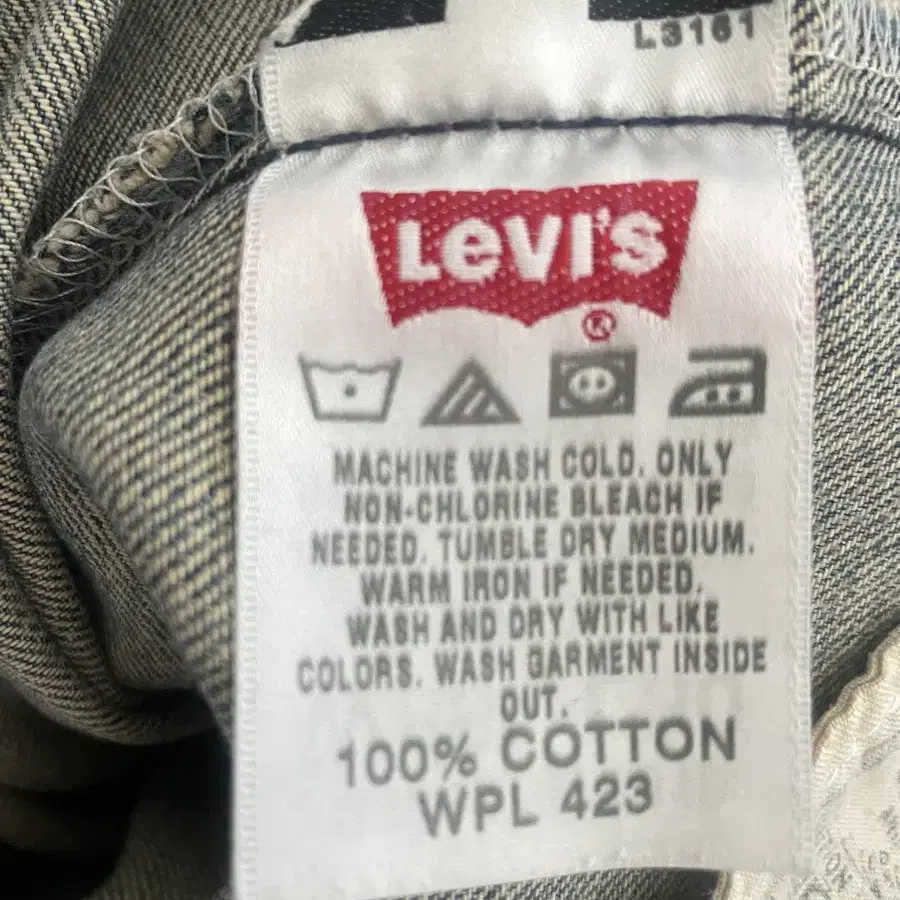 L3161
LEVI'S
®
MACHINE WASH COLD. ONLY
NON-CHLORINE BLEACH IF
NEEDED. TUMBLE DRY MEDIUM.
WARM IRON IF NEEDED.
WASH AND DRY WITH LIKE
COLORS. WASH GARMENT INSIDE
OUT.
100% COTTON
WPL 423